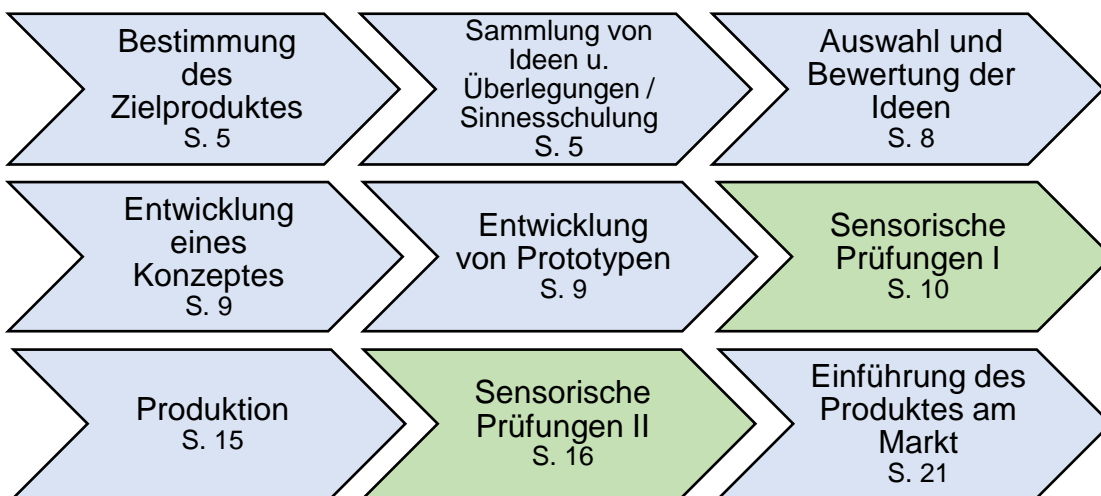 Bestimmung
des
Zielproduktes
S. 5
Sammlung von
Ideen u.
Überlegungen /
Sinnesschulung
S. 5
Auswahl und
Bewertung der
Ideen
S. 8
Entwicklung
eines
Konzeptes
S. 9
Entwicklung
von Prototypen
S. 9
Sensorische
Prüfungen I
S. 10
Produktion
S. 15
Sensorische
Prüfungen II
S. 16
Einführung des
Produktes am
Markt
S. 21